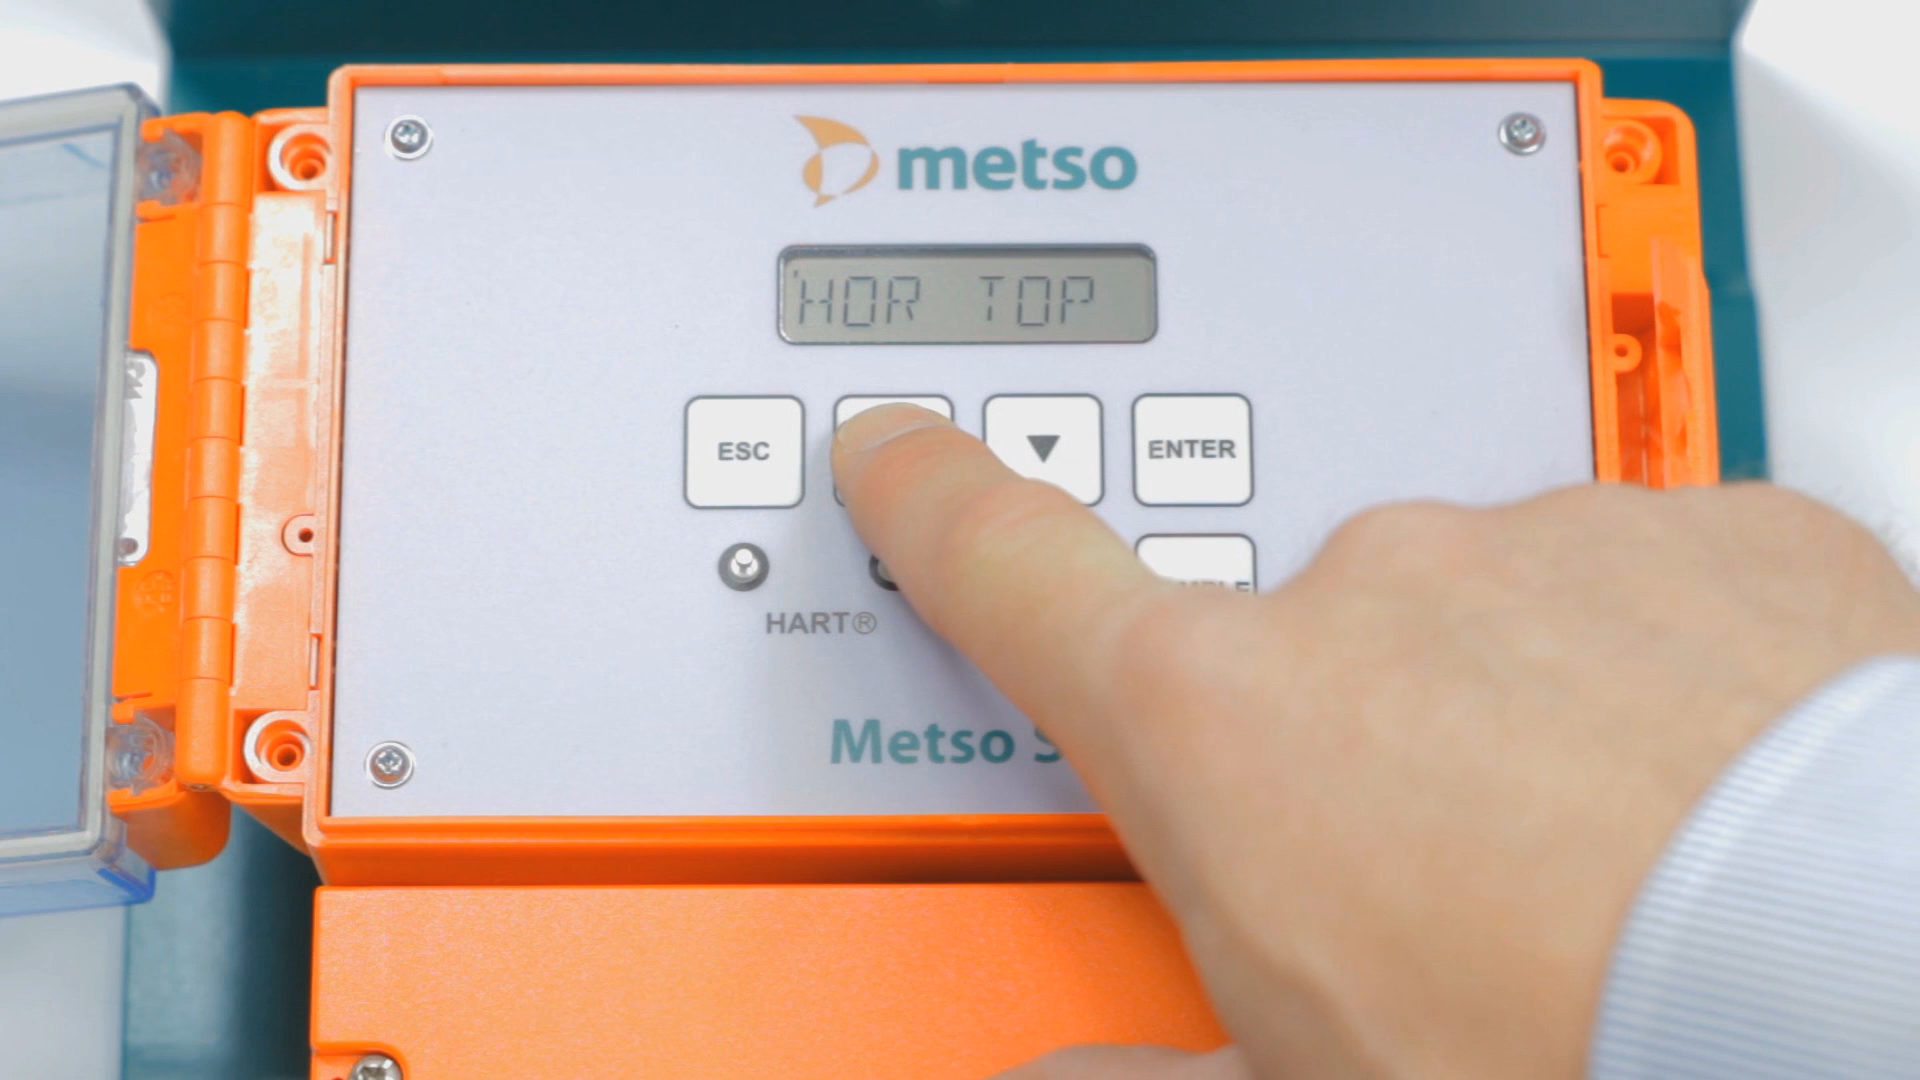 metso
HOR TOP
ESC
▼
ENTER
HART®
Metso